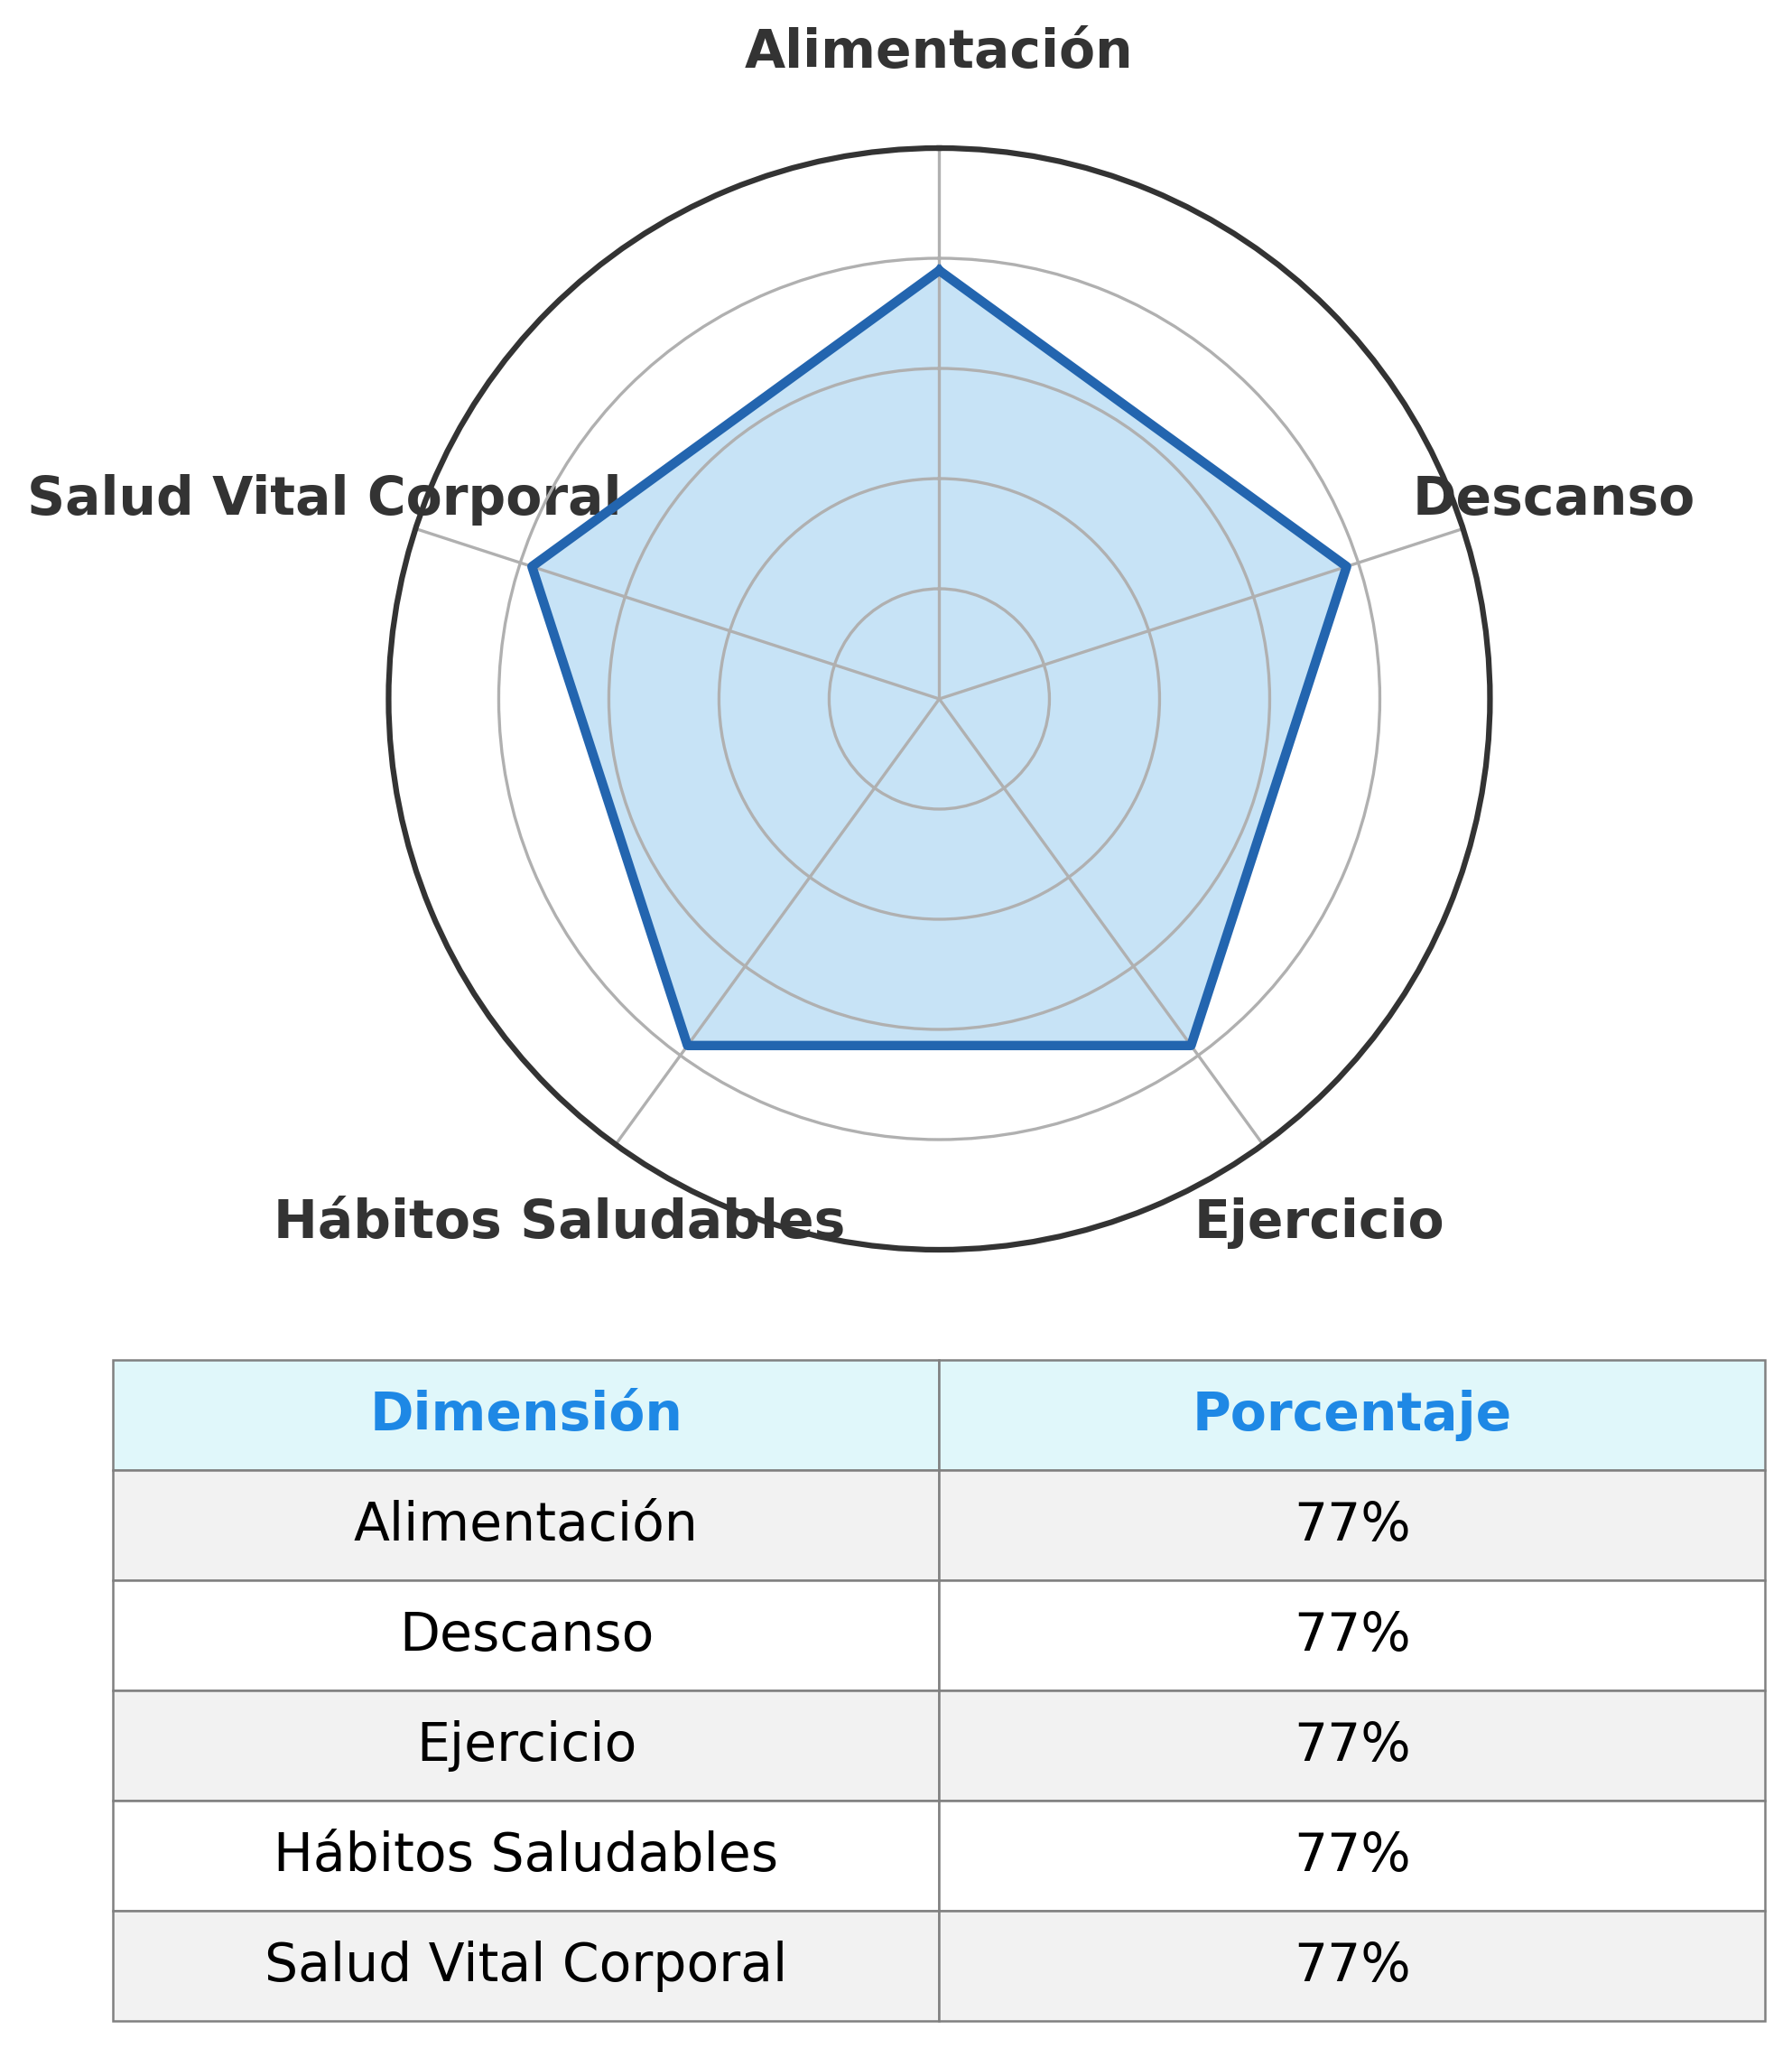 Alimentación
Salud Vital Corporal
Descanso
Hábitos Saludables
Ejercicio
Dimensión Porcentaje
Alimentación 77%
Descanso 77%
Ejercicio 77%
Hábitos Saludables 77%
Salud Vital Corporal 77%